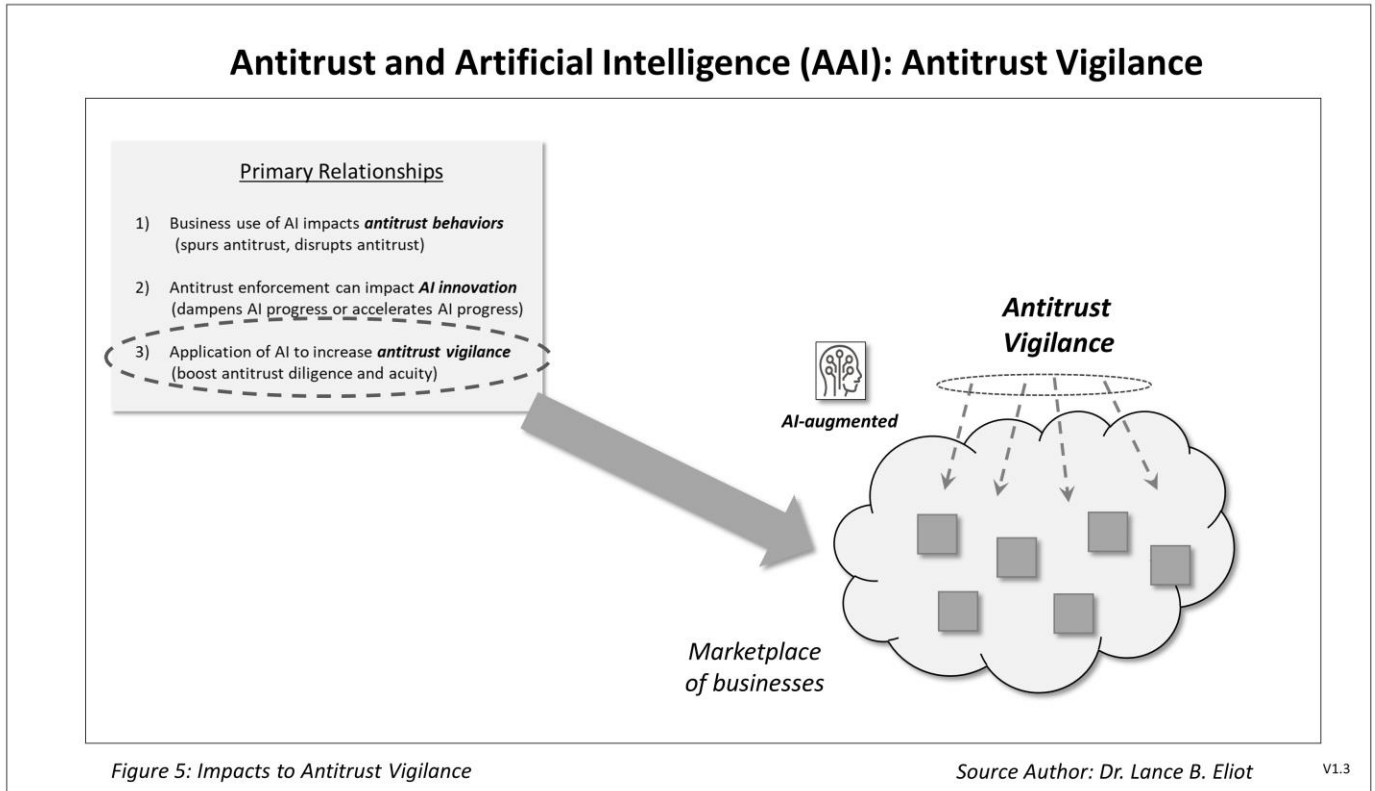 Antitrust and Artificial Intelligence (AAI): Antitrust Vigilance
Primary Relationships
1) Business use of AI impacts antitrust behaviors
(spurs antitrust, disrupts antitrust)
2) Antitrust enforcement can impact AI innovation
(dampens AI progress or accelerates AI progress)
3) Application of AI to increase antitrust vigilance
(boost antitrust diligence and acuity)
Antitrust
Vigilance
AI-augmented
Marketplace
of businesses
Figure 5: Impacts to Antitrust Vigilance
Source Author: Dr. Lance B. Eliot
V1.3